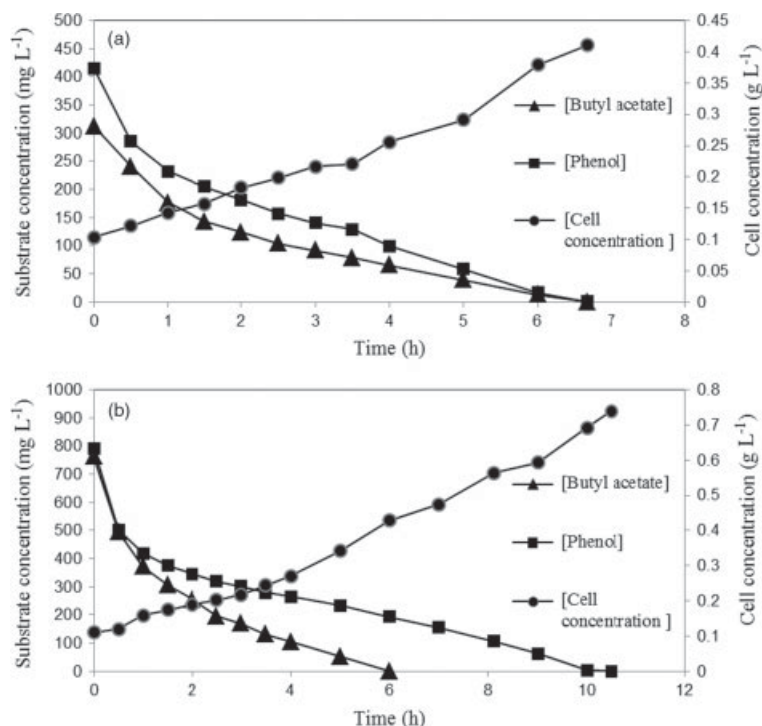 (a)
Substrate concentration (mg L-1)
500
450
400
350
300
250
200
150
100
50
0
0.45
0.4
0.35
0.3
0.25
0.2
0.15
0.1
0.05
0
Cell concentration (g L-1)
[Butyl acetate]
[Phenol]
[Cell
concentration ]
0 1 2 3 4 5 6 7 8
Time (h)
(b)
Substrate concentration (mg L-1)
1000
900
800
700
600
500
400
300
200
100
0
0.8
0.7
0.6
0.5
0.4
0.3
0.2
0.1
0
Cell concentration (g L-1)
[Butyl acetate]
[Phenol]
[Cell
concentration ]
0 2 4 6 8 10 12
Time (h)